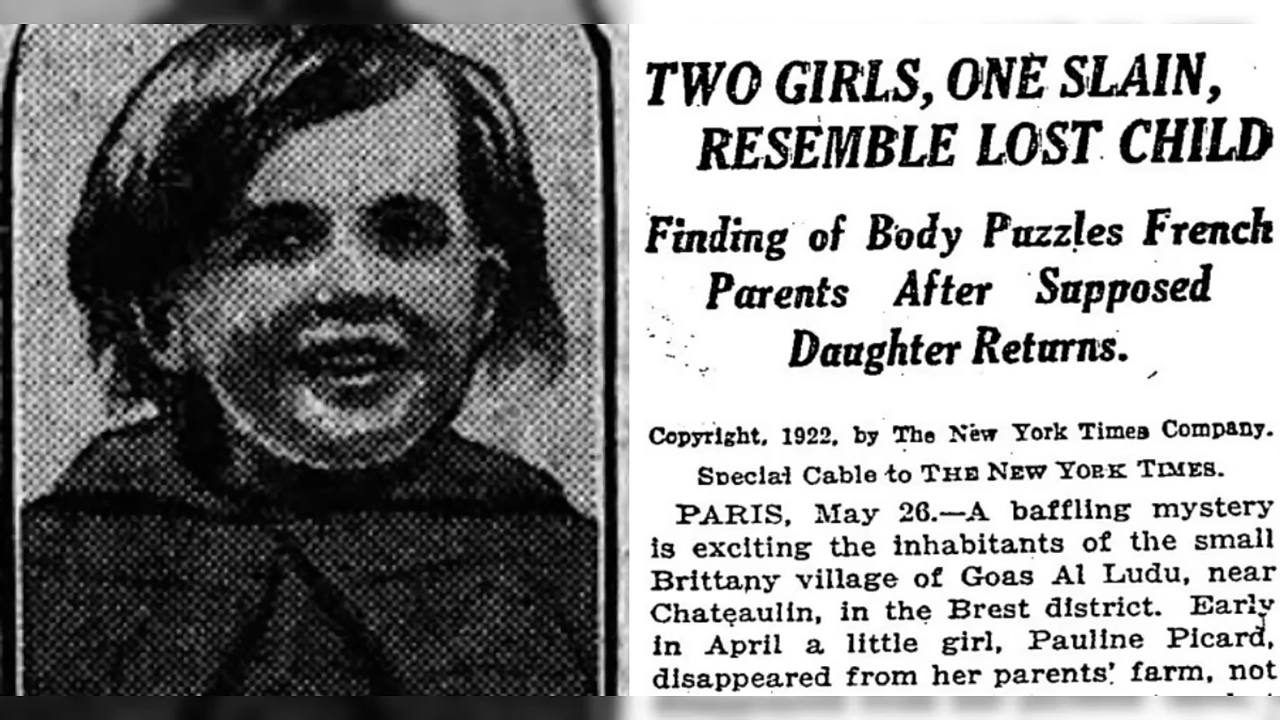 TWO GIRLS, ONE SLAIN,
RESEMBLE LOST CHILD
Finding of Body Puzzles French
Parents After Supposed
Daughter Returns.
Copyright, 1922, by The New York Times Company.
Special Cable to THE NEW YORK TIMES.
PARIS, May 26.—A baffling mystery
is exciting the inhabitants of the small
Brittany village of Goas Al Ludu, near
Chateaulin, in the Brest district. Early
in April a little girl, Pauline Picard,
disappeared from her parents' farm, not